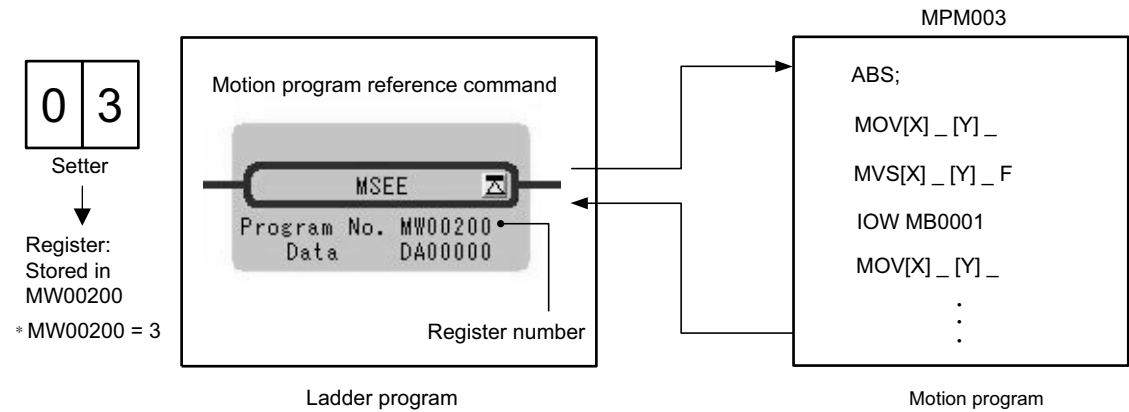 MPM003
0 3
Setter
Register:
Stored in
MW00200
* MW00200 = 3
Motion program reference command
MSEE
Program No. MW00200
Data DA00000
Register number
Ladder program
ABS;
MOV[X] _ [Y] _
MVS[X] _ [Y] _ F
IOW MB0001
MOV[X] _ [Y] _
.
.
.
Motion program